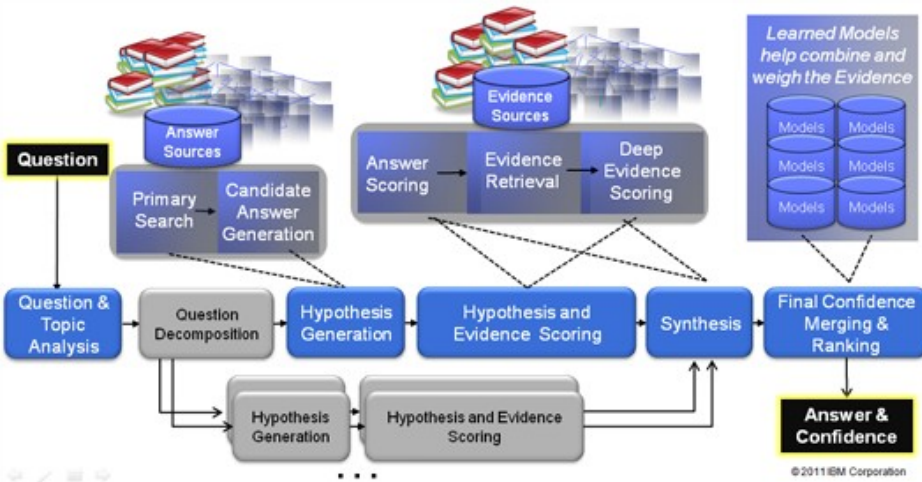 Learned Models
help combine and
weigh the Evidence
Evidence
Sources
Answer
Sources
Models
Models
Models
Models
Models
Models
Question
Primary
Search
Candidate
Answer
Generation
Answer
Scoring
Evidence
Retrieval
Deep
Evidence
Scoring
Question &
Topic
Analysis
Question
Decomposition
Hypothesis
Generation
Hypothesis and
Evidence Scoring
Synthesis
Final Confidence
Merging &
Ranking
Hypothesis
Generation
Hypothesis and Evidence
Scoring
. . .
Answer &
Confidence
©2011 IBM Corporation